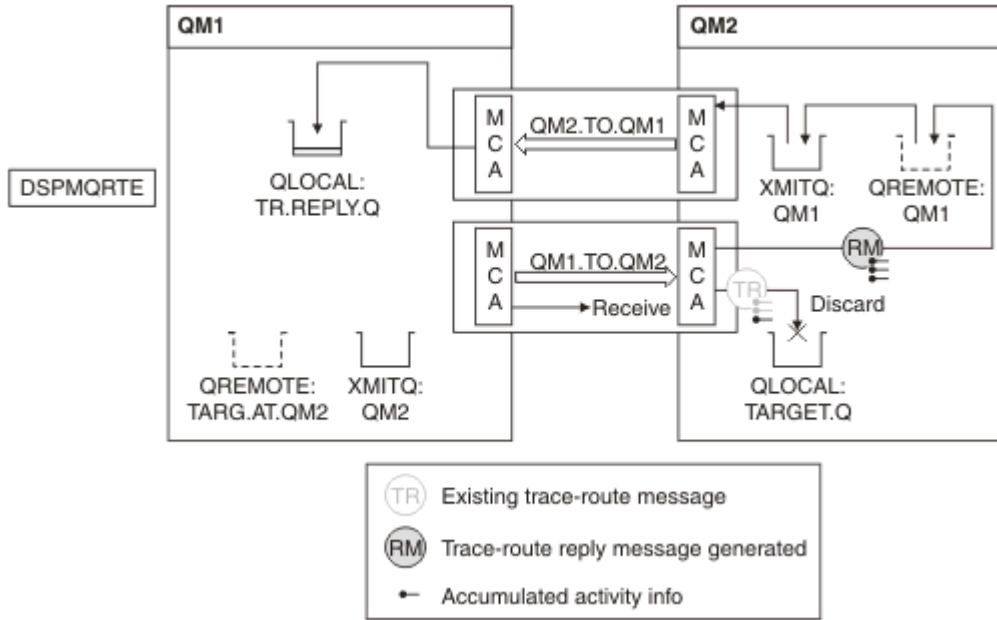 QM1
QM2
DSPMQRTE
M
C
A
QM2.TO.QM1
M
C
A
QLOCAL:
TR.REPLY.Q
XMITQ:
QM1
QREMOTE:
QM1
M
C
A
QM1.TO.QM2
Receive
M
C
A
TR
RM
Discard
QREMOTE:
TARG.AT.QM2
XMITQ:
QM2
QLOCAL:
TARGET.Q
TR Existing trace-route message
RM Trace-route reply message generated
Accumulated activity info